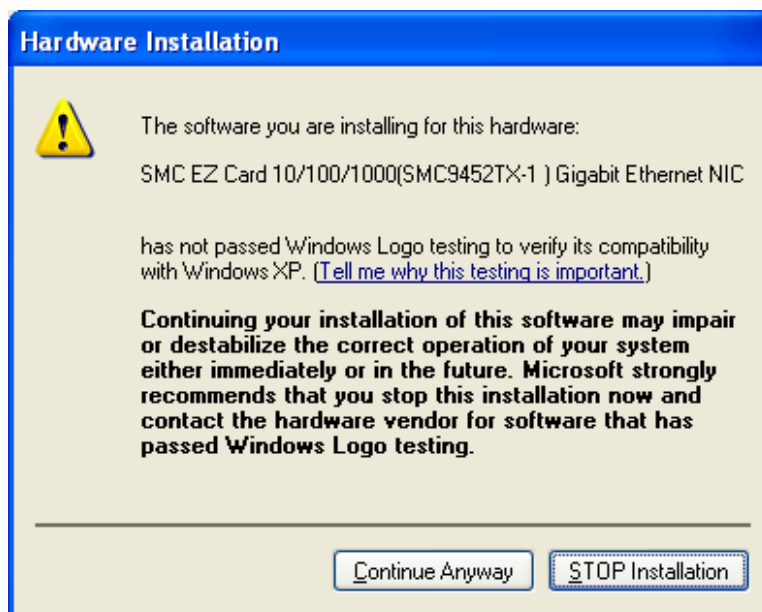 Hardware Installation
The software you are installing for this hardware:
SMC EZ Card 10/100/1000(SMC9452TX-1 ) Gigabit Ethernet NIC
has not passed Windows Logo testing to verify its compatibility
with Windows XP. (Tell me why this testing is important.)
Continuing your installation of this software may impair
or destabilize the correct operation of your system
either immediately or in the future. Microsoft strongly
recommends that you stop this installation now and
contact the hardware vendor for software that has
passed Windows Logo testing.
Continue Anyway
STOP Installation